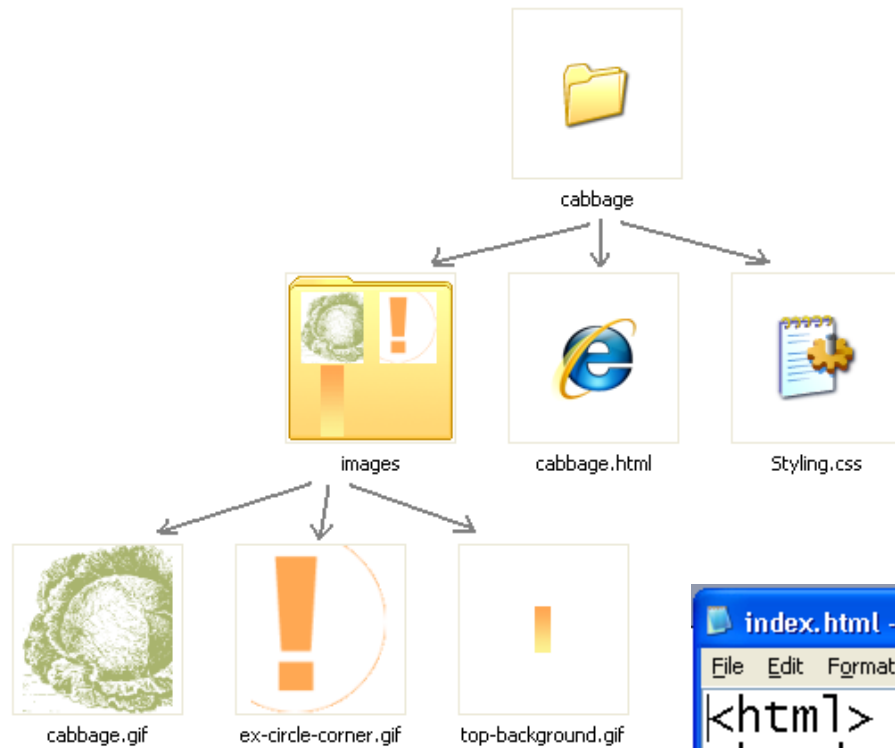 cabbage
images
cabbage.html
Styling.css
cabbage.gif
ex-circle-corner.gif
top-background.gif
index.html -
File Edit Format
<html>